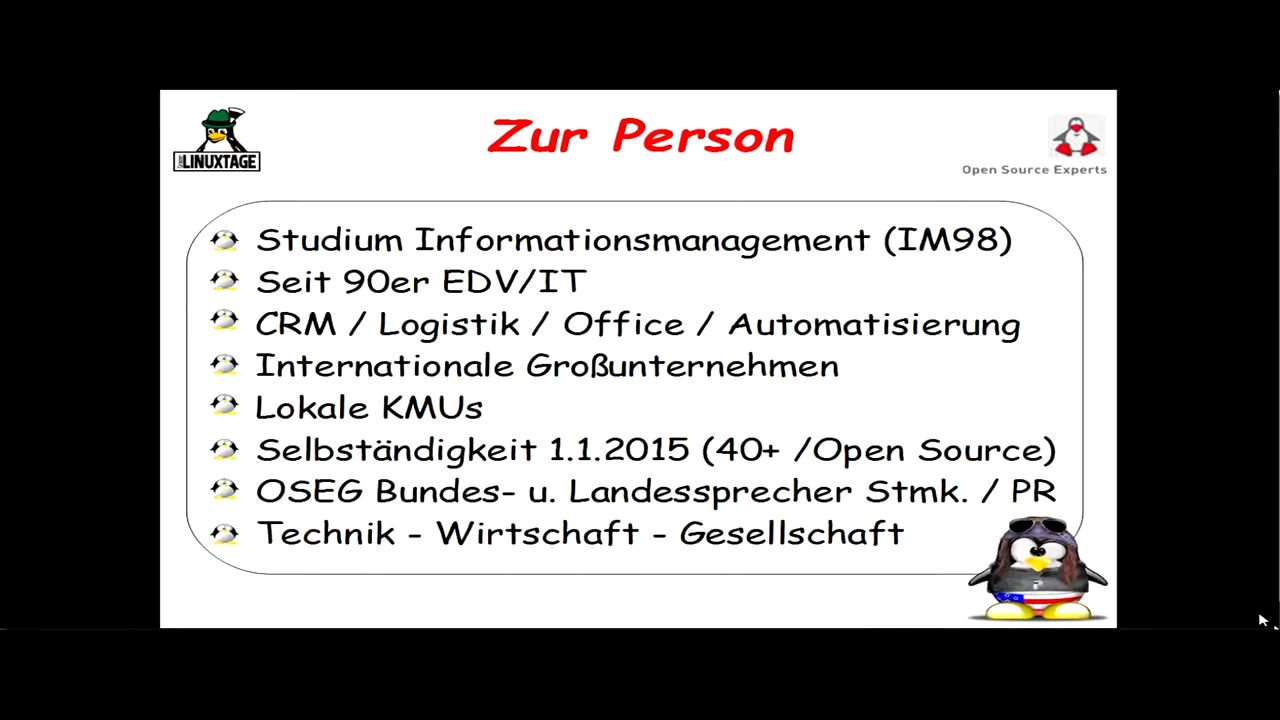 LINUXTAGE
Zur Person
Open Source Experts
Studium Informationsmanagement (IM98)
Seit 90er EDV/IT
CRM / Logistik / Office / Automatisierung
Internationale Großunternehmen
Lokale KMUs
Selbständigkeit 1.1.2015 (40+ /Open Source)
OSEG Bundes- u. Landessprecher Stmk. / PR
Technik - Wirtschaft - Gesellschaft